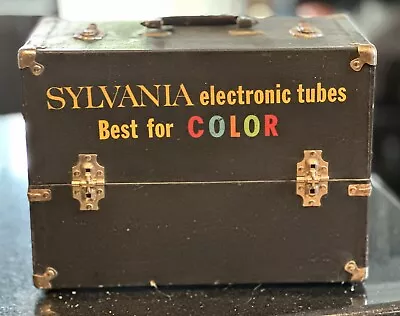 SYLVANIA electronic tubes
Best for COLOR